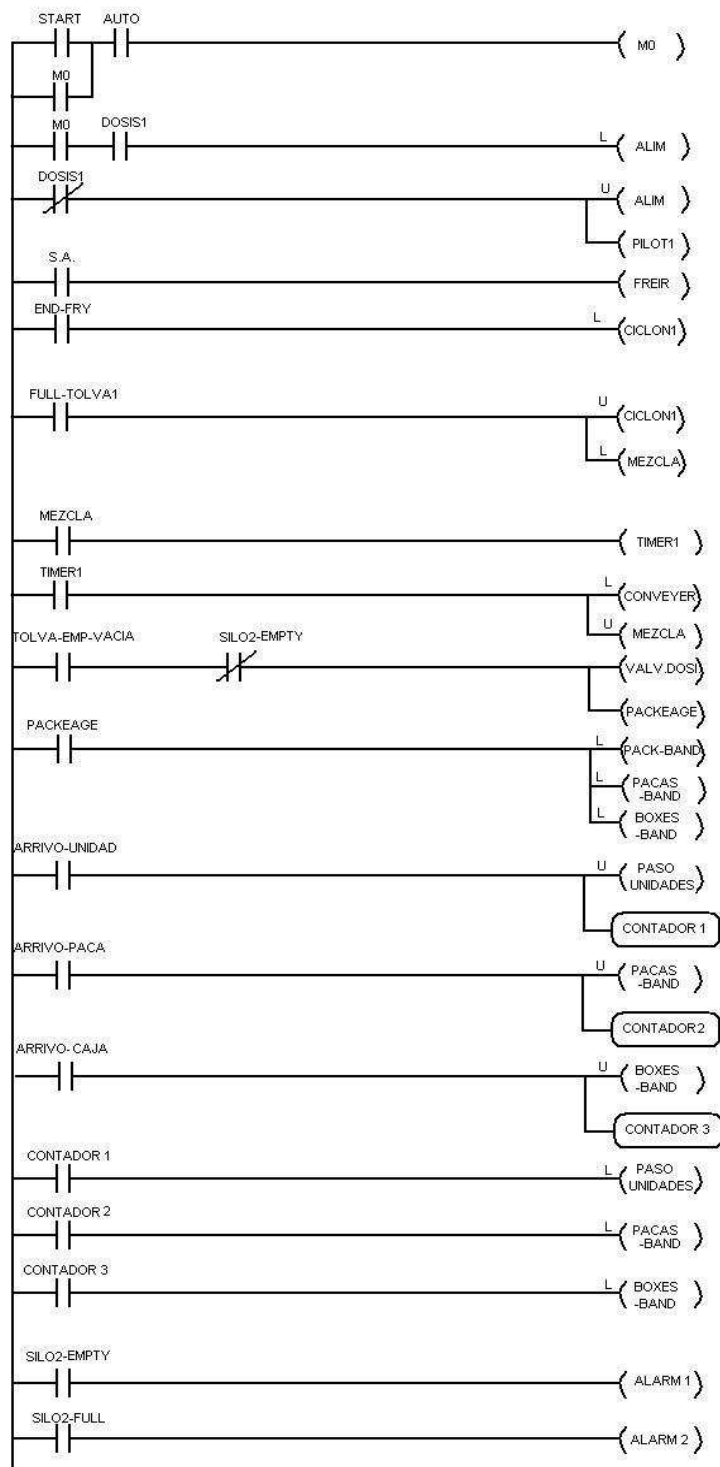 START AUTO
M0
M0
M0 DOSIS1
L ALIM
DOSIS1
U ALIM
PILOT1
S.A.
FREIR
END-FRY
L CICLON1
FULL-TOLVA1
U CICLON1
L MEZCLA
MEZCLA
TIMER1
TIMER1
L CONVEYER
U MEZCLA
TOLVA-EMP-VACIA SILO2-EMPTY
VALV.DOSI
PACKEAGE
PACKEAGE
L PACK-BAND
L PACAS
-BAND
L BOXES
-BAND
ARRIVO-UNIDAD
U PASO
UNIDADES
CONTADOR 1
ARRIVO-PACA
U PACAS
-BAND
CONTADOR2
ARRIVO-CAJA
U BOXES
-BAND
CONTADOR 3
CONTADOR 1
L PASO
UNIDADES
CONTADOR 2
L PACAS
-BAND
CONTADOR 3
L BOXES
-BAND
SILO2-EMPTY
ALARM 1
SILO2-FULL
ALARM 2